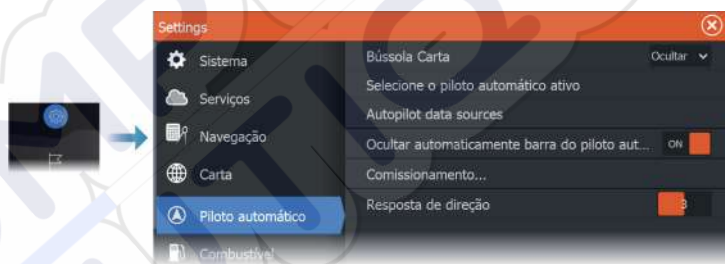 Settings
Sistema
Serviços
Navegação
Carta
Piloto automático
Combustível
Bússola Carta
Ocultar
Selecione o piloto automático ativo
Autopilot data sources
Ocultar automaticamente barra do piloto aut...
ON
Comissionamento...
Resposta de direção
3